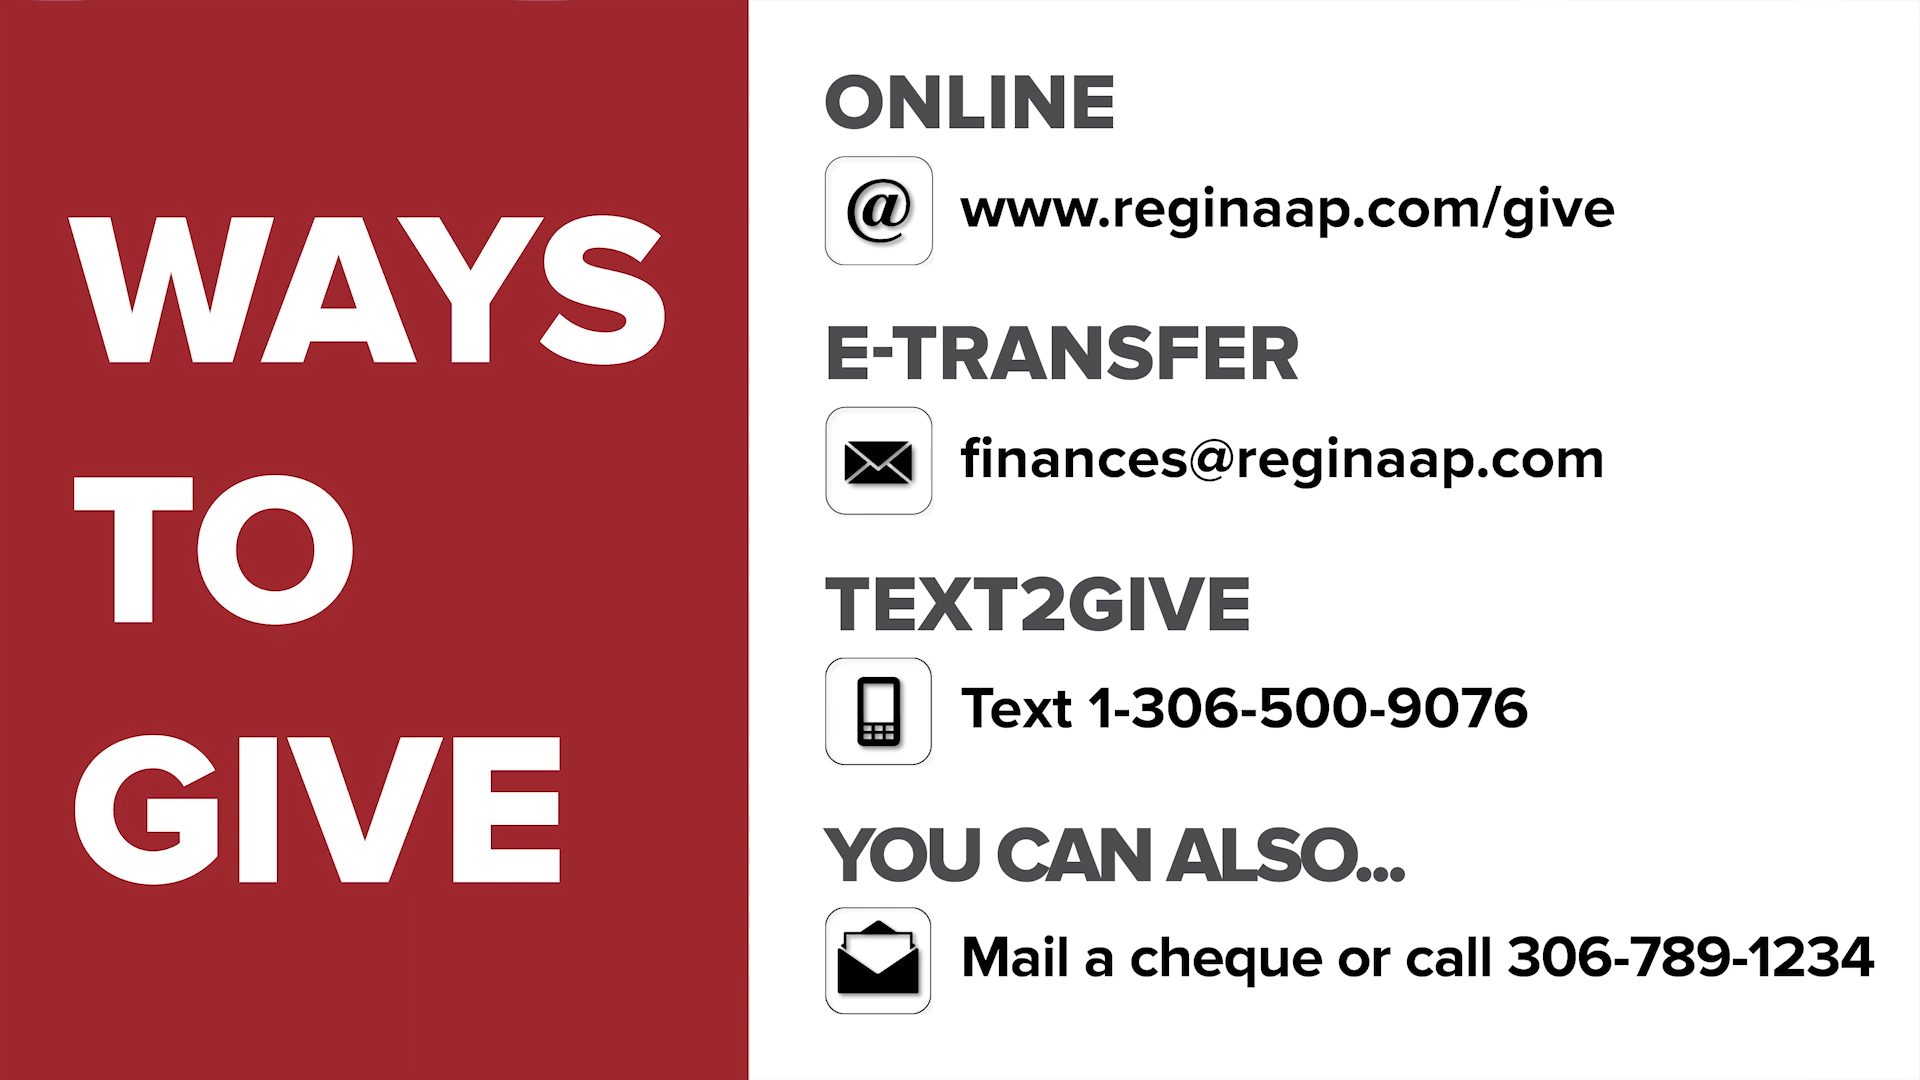 WAYS
TO
GIVE
ONLINE
@ www.reginaap.com/give
E-TRANSFER
finances@reginaap.com
TEXT2GIVE
Text 1-306-500-9076
YOU CAN ALSO...
Mail a cheque or call 306-789-1234